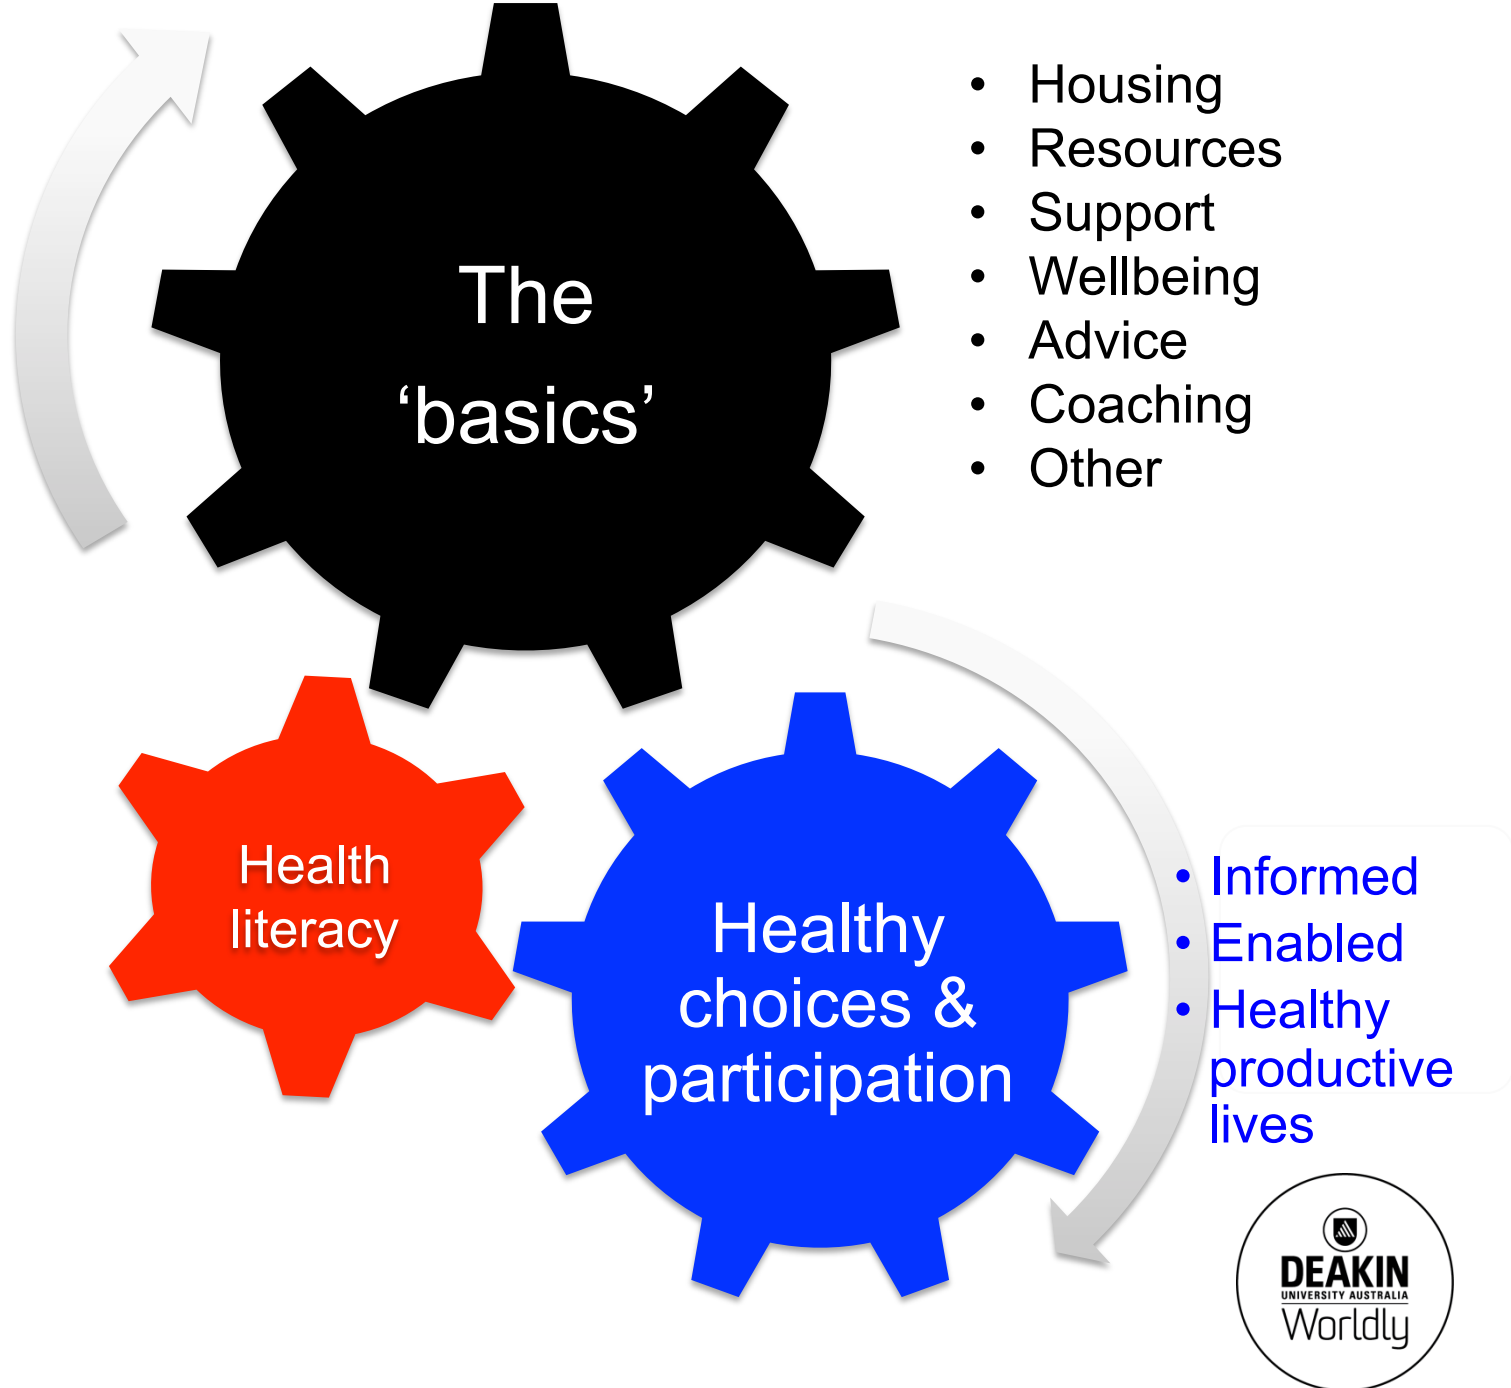 The
‘basics’
• Housing
• Resources
• Support
• Wellbeing
• Advice
• Coaching
• Other
Health
literacy
Healthy
choices &
participation
• Informed
• Enabled
• Healthy
productive
lives
DEAKIN
UNIVERSITY AUSTRALIA
Worldly